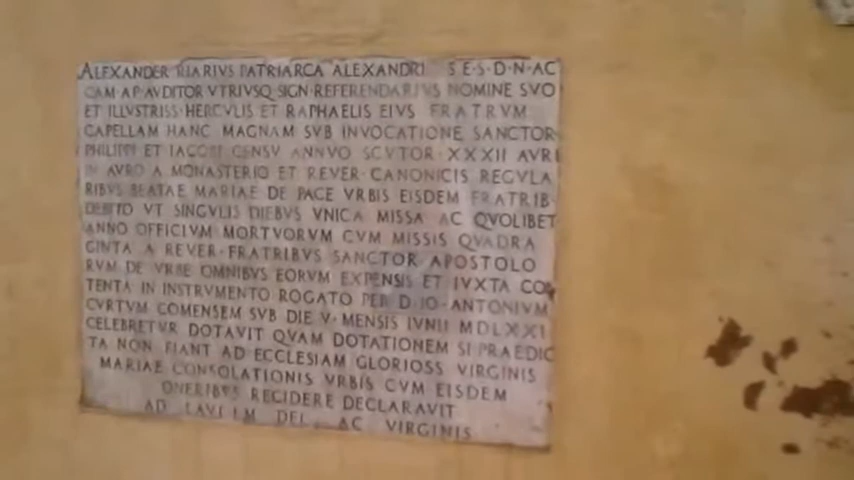 ALEXANDER RIARIVS PATRIARCA ALEXANDRI S·E·S·D·N·AC
CAM·AP·AVDITOR VTRIVSQ·SIGN·REFERENDARIVS NOMINE SVO
ET ILLVSTRISS·HERCVLIS ET RAPHAELIS EIVS FRATRVM
CAPELLAM HANC MAGNAM SVB INVOCATIONE SANCTOR·
PHILIPPI ET IACOBI CENSV ANNVO SCVTOR·XXXII AVRI
IN AVRO A MONASTERIO ET REVER·CANONICIS REGVLA
RIBVS BEATAE MARIAE DE PACE VRBIS EISDEM FRATRIB·
DEBITO VT SINGVLIS DIEBVS VNICA MISSA AC QVOLIBET
ANNO OFFICIVM MORTVORVM CVM MISSIS QVADRA
GINTA A REVER·FRATRIBVS SANCTOR APOSTOLO
RVM DE VRBE OMNIBVS EORVM EXPENSIS ET IVXTA CON
TENTA IN INSTRVMENTO ROGATO PER D·IO·ANTONIVM
CVRTVM COMENSEM SVB DIE V·MENSIS IVNII MDLXXI
CELEBRETVR DOTAVIT QVAM DOTATIONEM SI PRAEDIC
TA NON FIANT AD ECCLESIAM GLORIOSS VIRGINIS
MARIAE CONSOLATIONIS VRBIS CVM EISDEM
ONERIBVS RECIDERE DECLARAVIT
AD DEI AC VIRGINIS